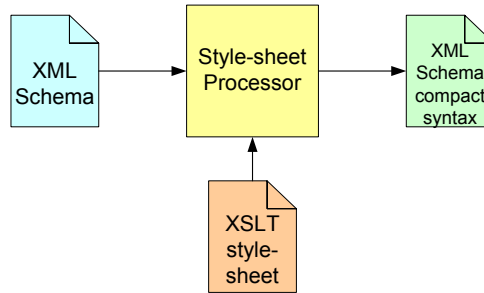 XML
Schema
Style-sheet
Processor
XML
Schema
compact
syntax
XSLT
style-
sheet